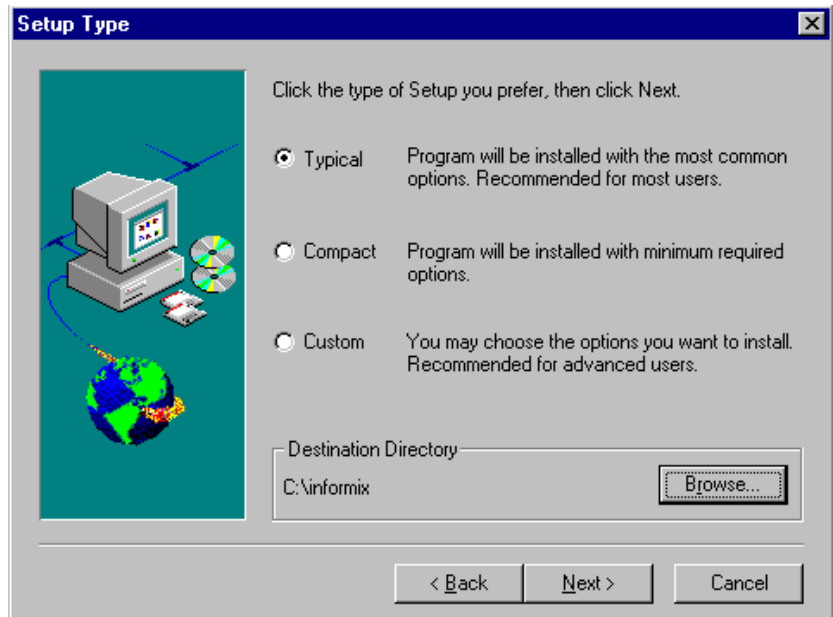 Setup Type
Click the type of Setup you prefer, then click Next.
Typical Program will be installed with the most common
options. Recommended for most users.
Compact Program will be installed with minimum required
options.
Custom You may choose the options you want to install.
Recommended for advanced users.
Destination Directory
C:\informix Browse...
< Back Next > Cancel